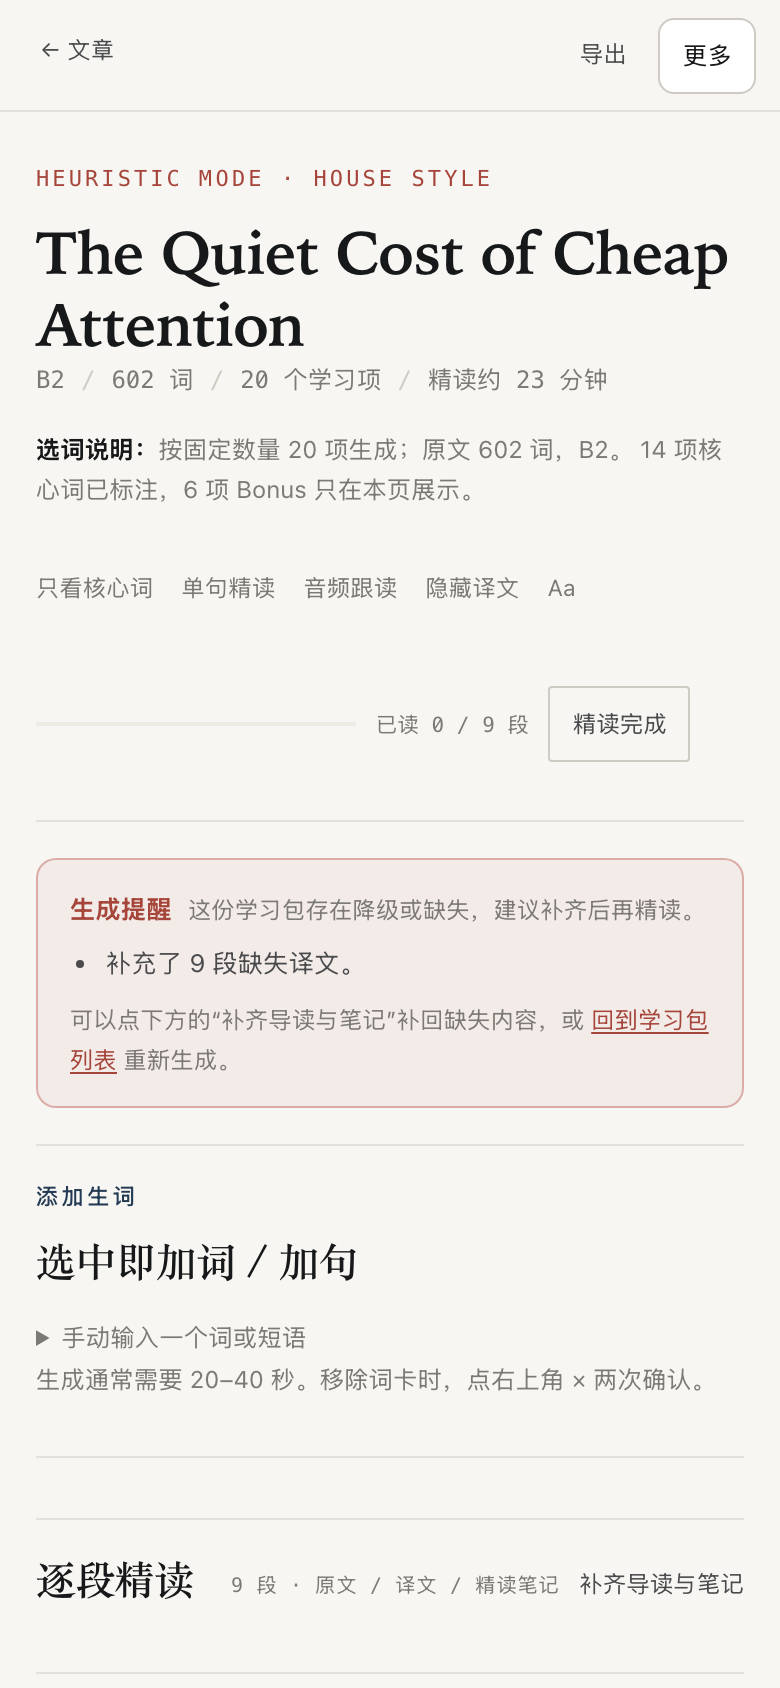 ← 文章
导出
更多
HEURISTIC MODE · HOUSE STYLE
The Quiet Cost of Cheap
Attention
B2 / 602 词 / 20 个学习项 / 精读约 23 分钟
选词说明：按固定数量 20 项生成；原文 602 词，B2。 14 项核
心词已标注，6 项 Bonus 只在本页展示。
只看核心词 单句精读 音频跟读 隐藏译文 Aa
已读 0 / 9 段 精读完成
生成提醒 这份学习包存在降级或缺失，建议补齐后再精读。
• 补充了 9 段缺失译文。
可以点下方的“补齐导读与笔记”补回缺失内容，或 回到学习包
列表 重新生成。
添加生词
选中即加词 / 加句
▶ 手动输入一个词或短语
生成通常需要 20–40 秒。移除词卡时，点右上角 × 两次确认。
逐段精读 9 段 · 原文 / 译文 / 精读笔记 补齐导读与笔记